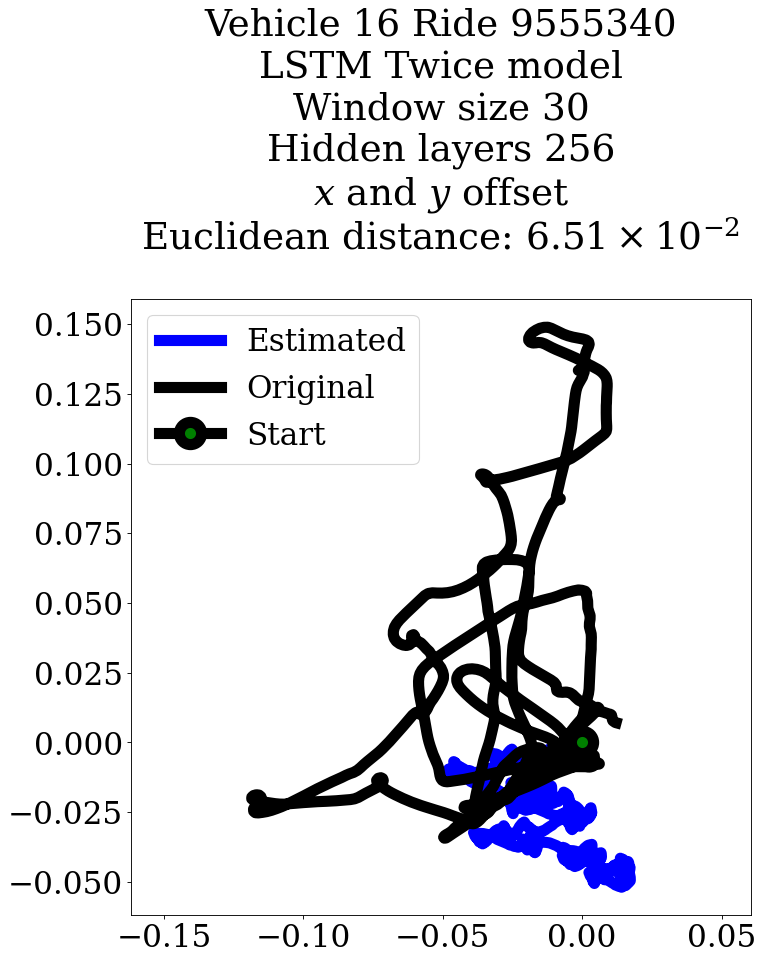 Vehicle 16 Ride 9555340
LSTM Twice model
Window size 30
Hidden layers 256
x and y offset
Euclidean distance: 6.51 × 10⁻²
Estimated
Original
Start
0.150
0.125
0.100
0.075
0.050
0.025
0.000
−0.025
−0.050
−0.15 −0.10 −0.05 0.00 0.05